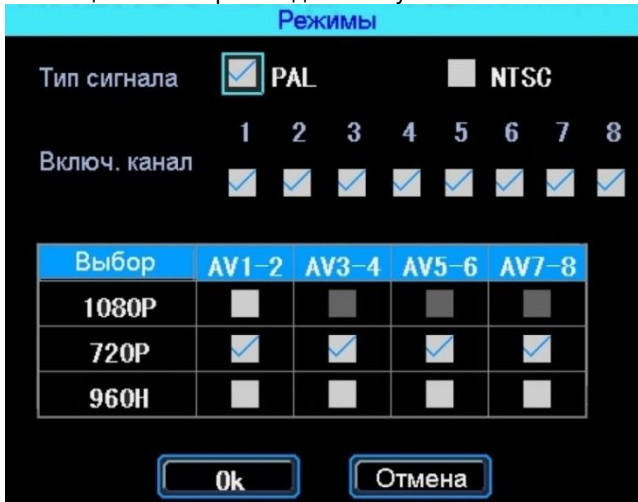 Режимы
Тип сигнала PAL NTSC
1 2 3 4 5 6 7 8
Включ. канал
Выбор AV1-2 AV3-4 AV5-6 AV7-8
1080P
720P
960H
Ok Отмена